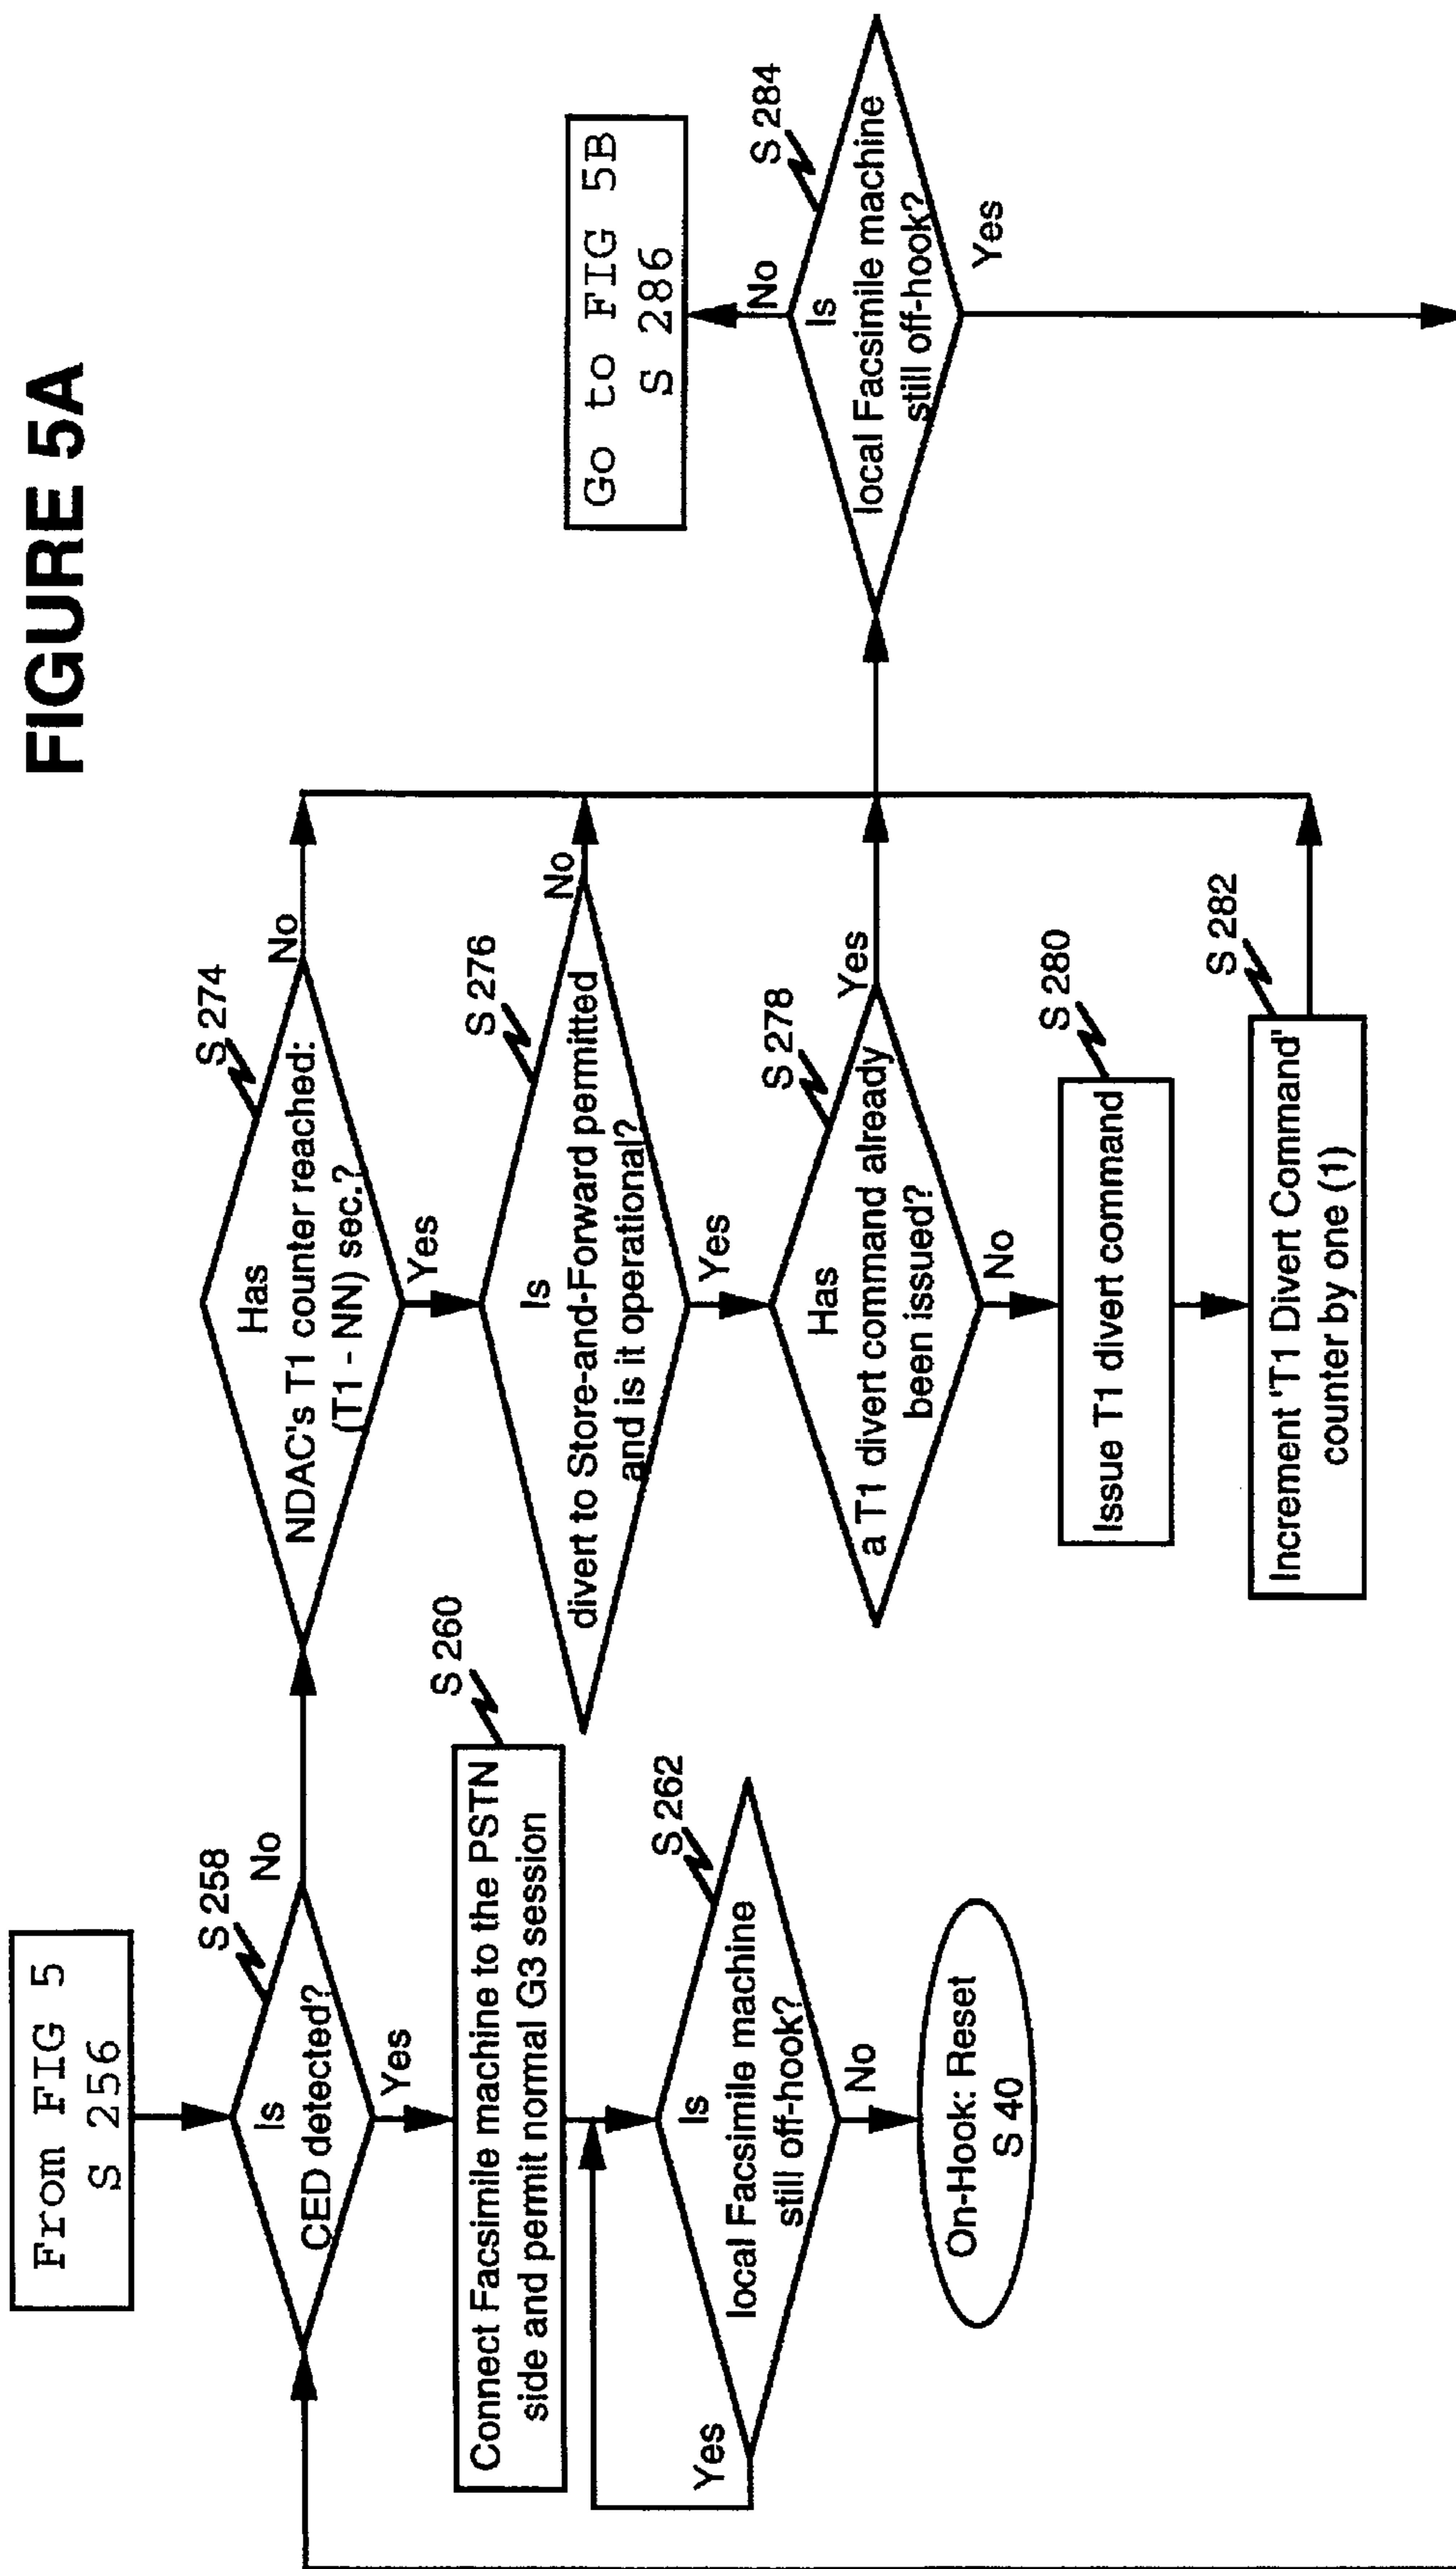 FIGURE 5A
From FIG 5
S 256
S 258
Is
CED detected?
No
Yes
S 260
Connect Facsimile machine to the PSTN
side and permit normal G3 session
S 262
Is
local Facsimile machine
still off-hook?
Yes
No
On-Hook: Reset
S 40
S 274
Has
NDAC's T1 counter reached:
(T1 - NN) sec.?
No
Yes
S 276
Is
divert to Store-and-Forward permitted
and is it operational?
No
Yes
S 278
Has
a T1 divert command already
been issued?
Yes
No
S 280
Issue T1 divert command
S 282
Increment 'T1 Divert Command'
counter by one (1)
Go to FIG 5B
S 286
S 284
No
Is
local Facsimile machine
still off-hook?
Yes